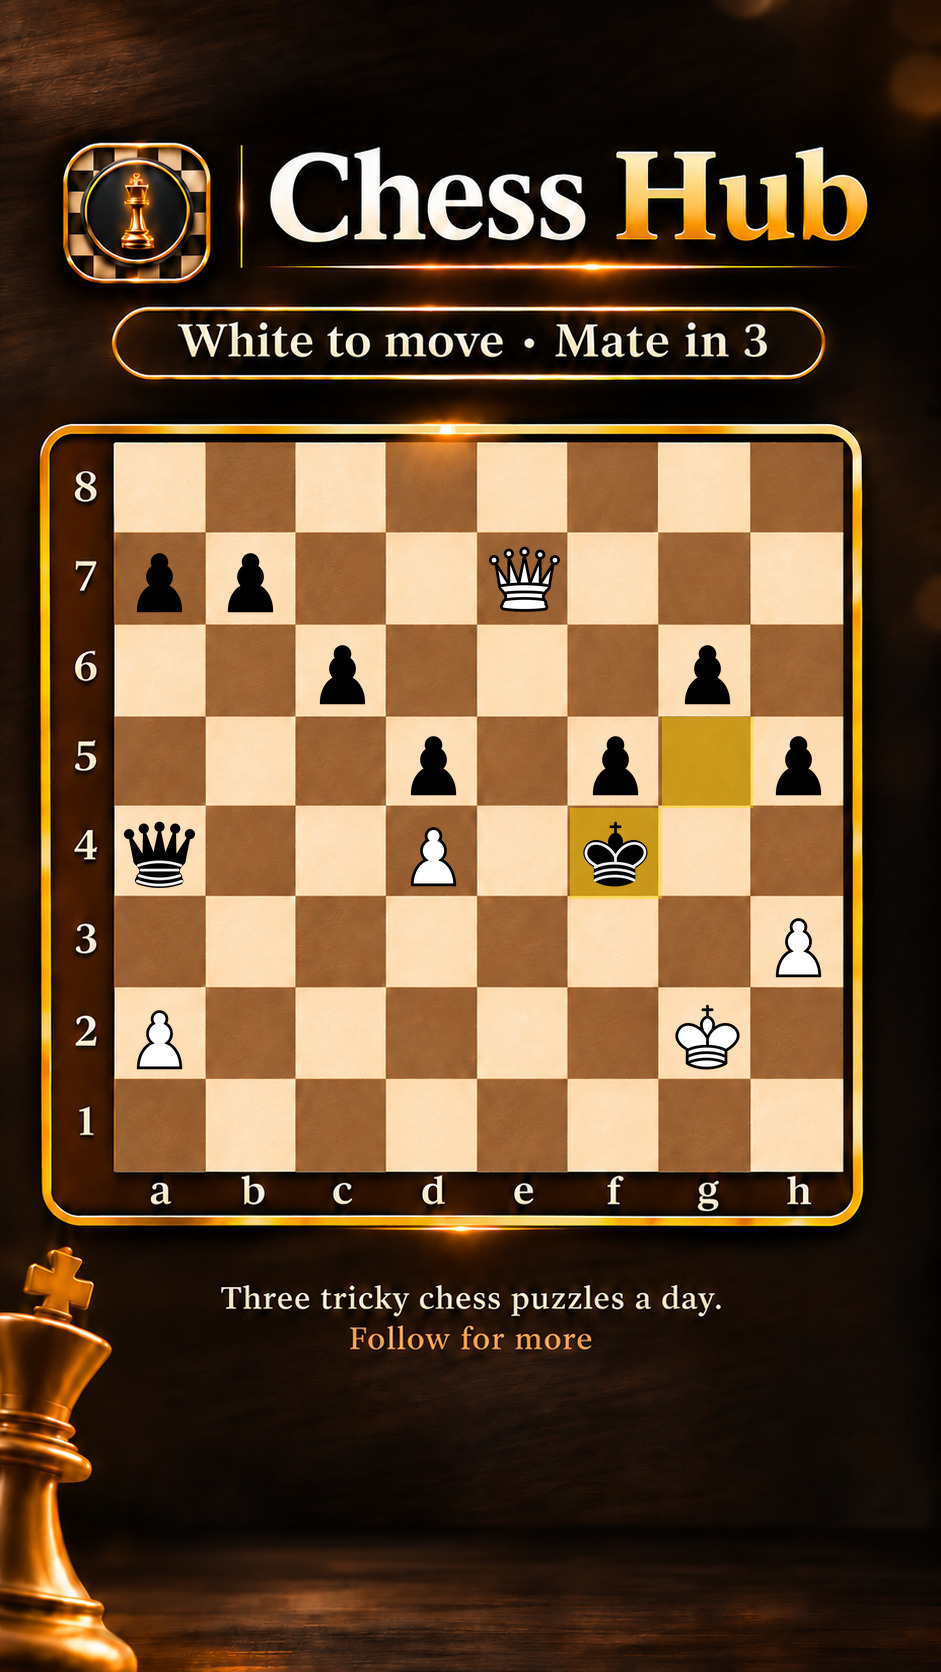 Chess Hub
White to move • Mate in 3
8
7
6
5
4
3
2
1
a b c d e f g h
Three tricky chess puzzles a day.
Follow for more